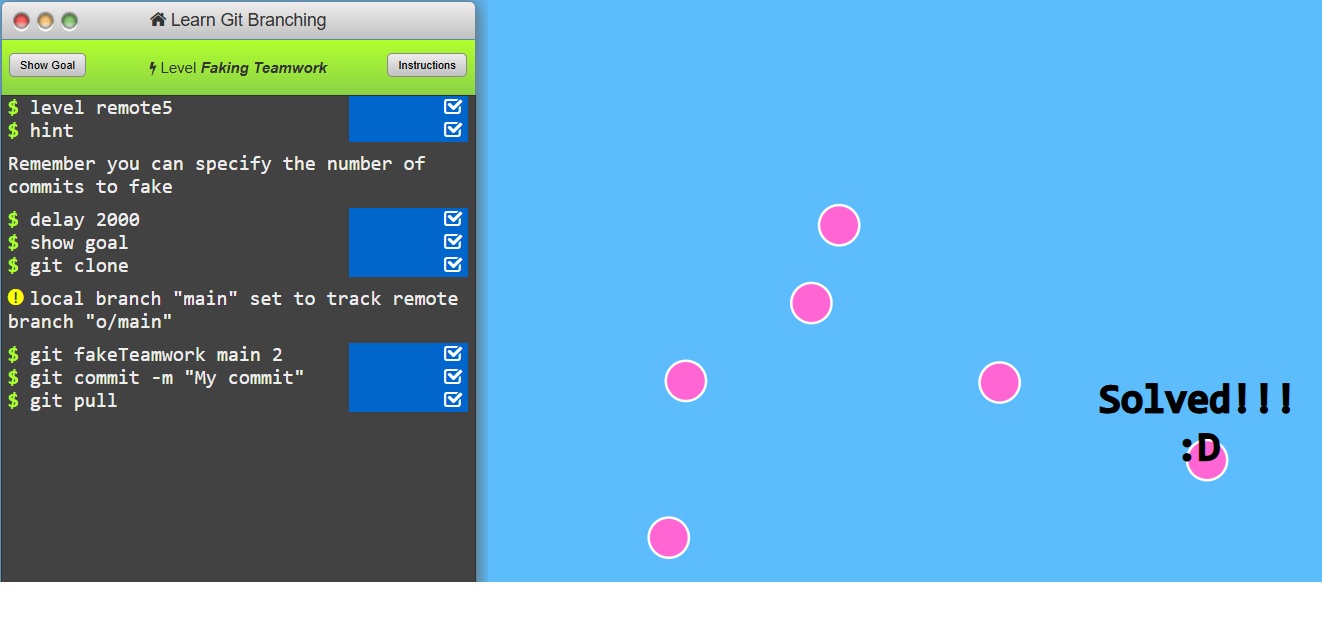 Learn Git Branching
Show Goal
Level Faking Teamwork
Instructions
$ level remote5
$ hint
Remember you can specify the number of
commits to fake
$ delay 2000
$ show goal
$ git clone
local branch "main" set to track remote
branch "o/main"
$ git fakeTeamwork main 2
$ git commit -m "My commit"
$ git pull
Solved!!!
:D